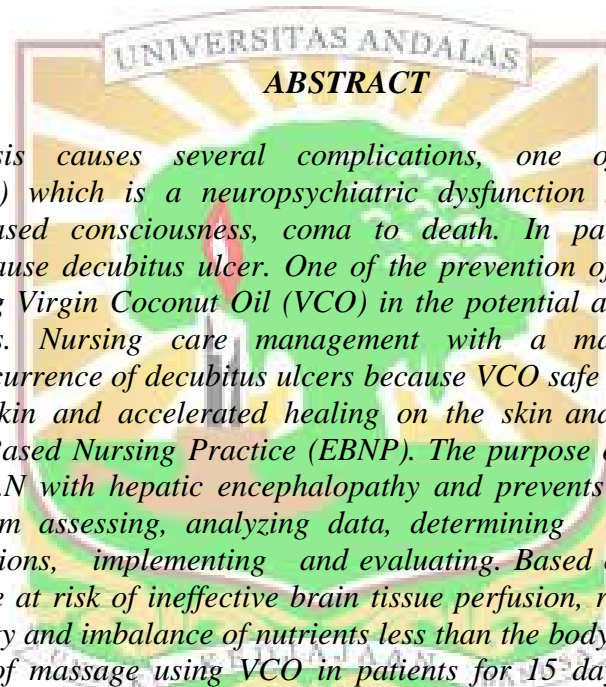 UNIVERSITAS ANDALAS
ABSTRACT
sis causes several complications, one o
) which is a neuropsychiatric dysfunction
used consciousness, coma to death. In pa
ause decubitus ulcer. One of the prevention of
g Virgin Coconut Oil (VCO) in the potential a
s. Nursing care management with a ma
currence of decubitus ulcers because VCO safe
kin and accelerated healing on the skin and
Based Nursing Practice (EBNP). The purpose
.N with hepatic encephalopathy and prevents
m assessing, analyzing data, determining
ions, implementing and evaluating. Based
e at risk of ineffective brain tissue perfusion, r
ty and imbalance of nutrients less than the body
of massage using VCO in patients for 15 da